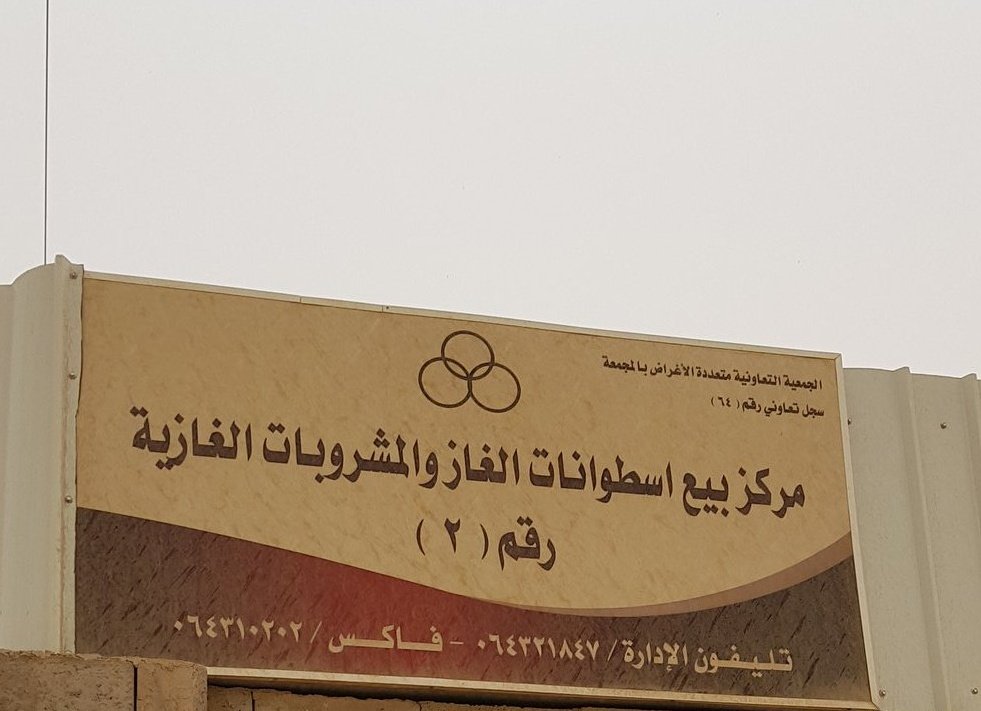 الجمعية التعاونية متعددة الأغراض بالمجمعة
سجل تعاوني رقم ( ٦٤ )
مركز بيع اسطوانات الغاز والمشروبات الغازية
رقم ( ٢ )
تليفون الإدارة / ٠٦٤٣٢١٨٤٧ - فاكس / ٠٦٤٣١٠٢٠٢